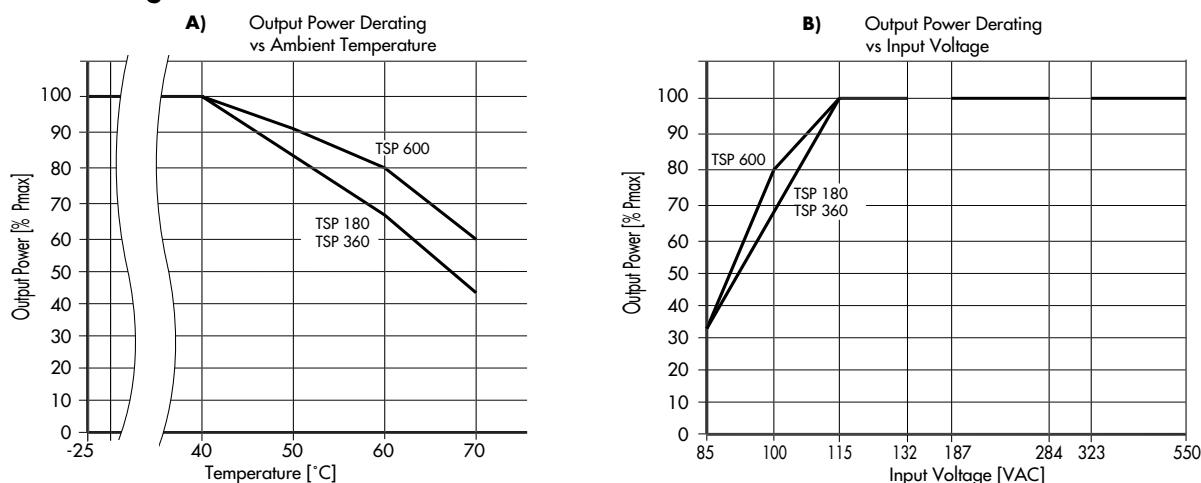 A) Output Power Derating
vs Ambient Temperature
Output Power [% Pmax]
100
90
80
70
60
50
40
30
20
10
0
TSP 600
TSP 180
TSP 360
-25 40 50 60 70
Temperature [˚C]
B) Output Power Derating
vs Input Voltage
Output Power [% Pmax]
100
90
80
70
60
50
40
30
20
10
0
TSP 600
TSP 180
TSP 360
85 100 115 132 187 284 323 550
Input Voltage [VAC]